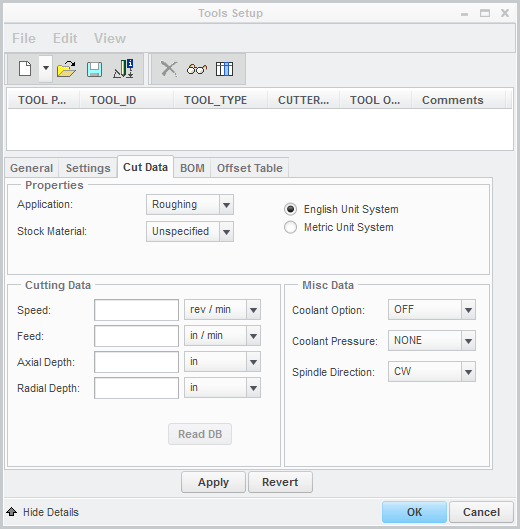 Tools Setup
File Edit View
TOOL P... TOOL_ID TOOL_TYPE CUTTER... TOOL O... Comments
General Settings Cut Data BOM Offset Table
Properties
Application: Roughing English Unit System
Stock Material: Unspecified Metric Unit System
Cutting Data Misc Data
Speed: rev / min Coolant Option: OFF
Feed: in / min Coolant Pressure: NONE
Axial Depth: in Spindle Direction: CW
Radial Depth: in
Read DB
Apply Revert
Hide Details OK Cancel